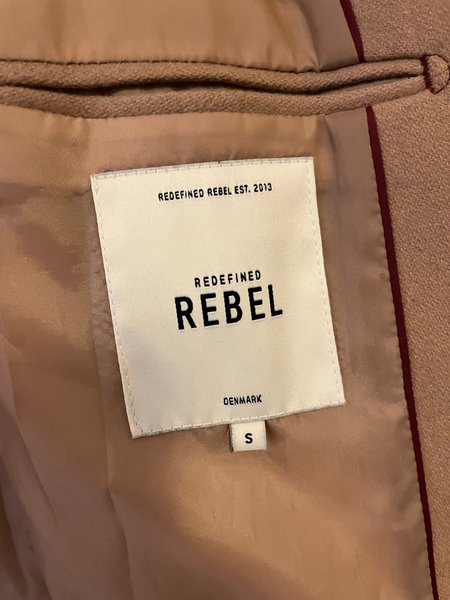 REDEFINED REBEL EST. 2013
REDEFINED
REBEL
DENMARK
S